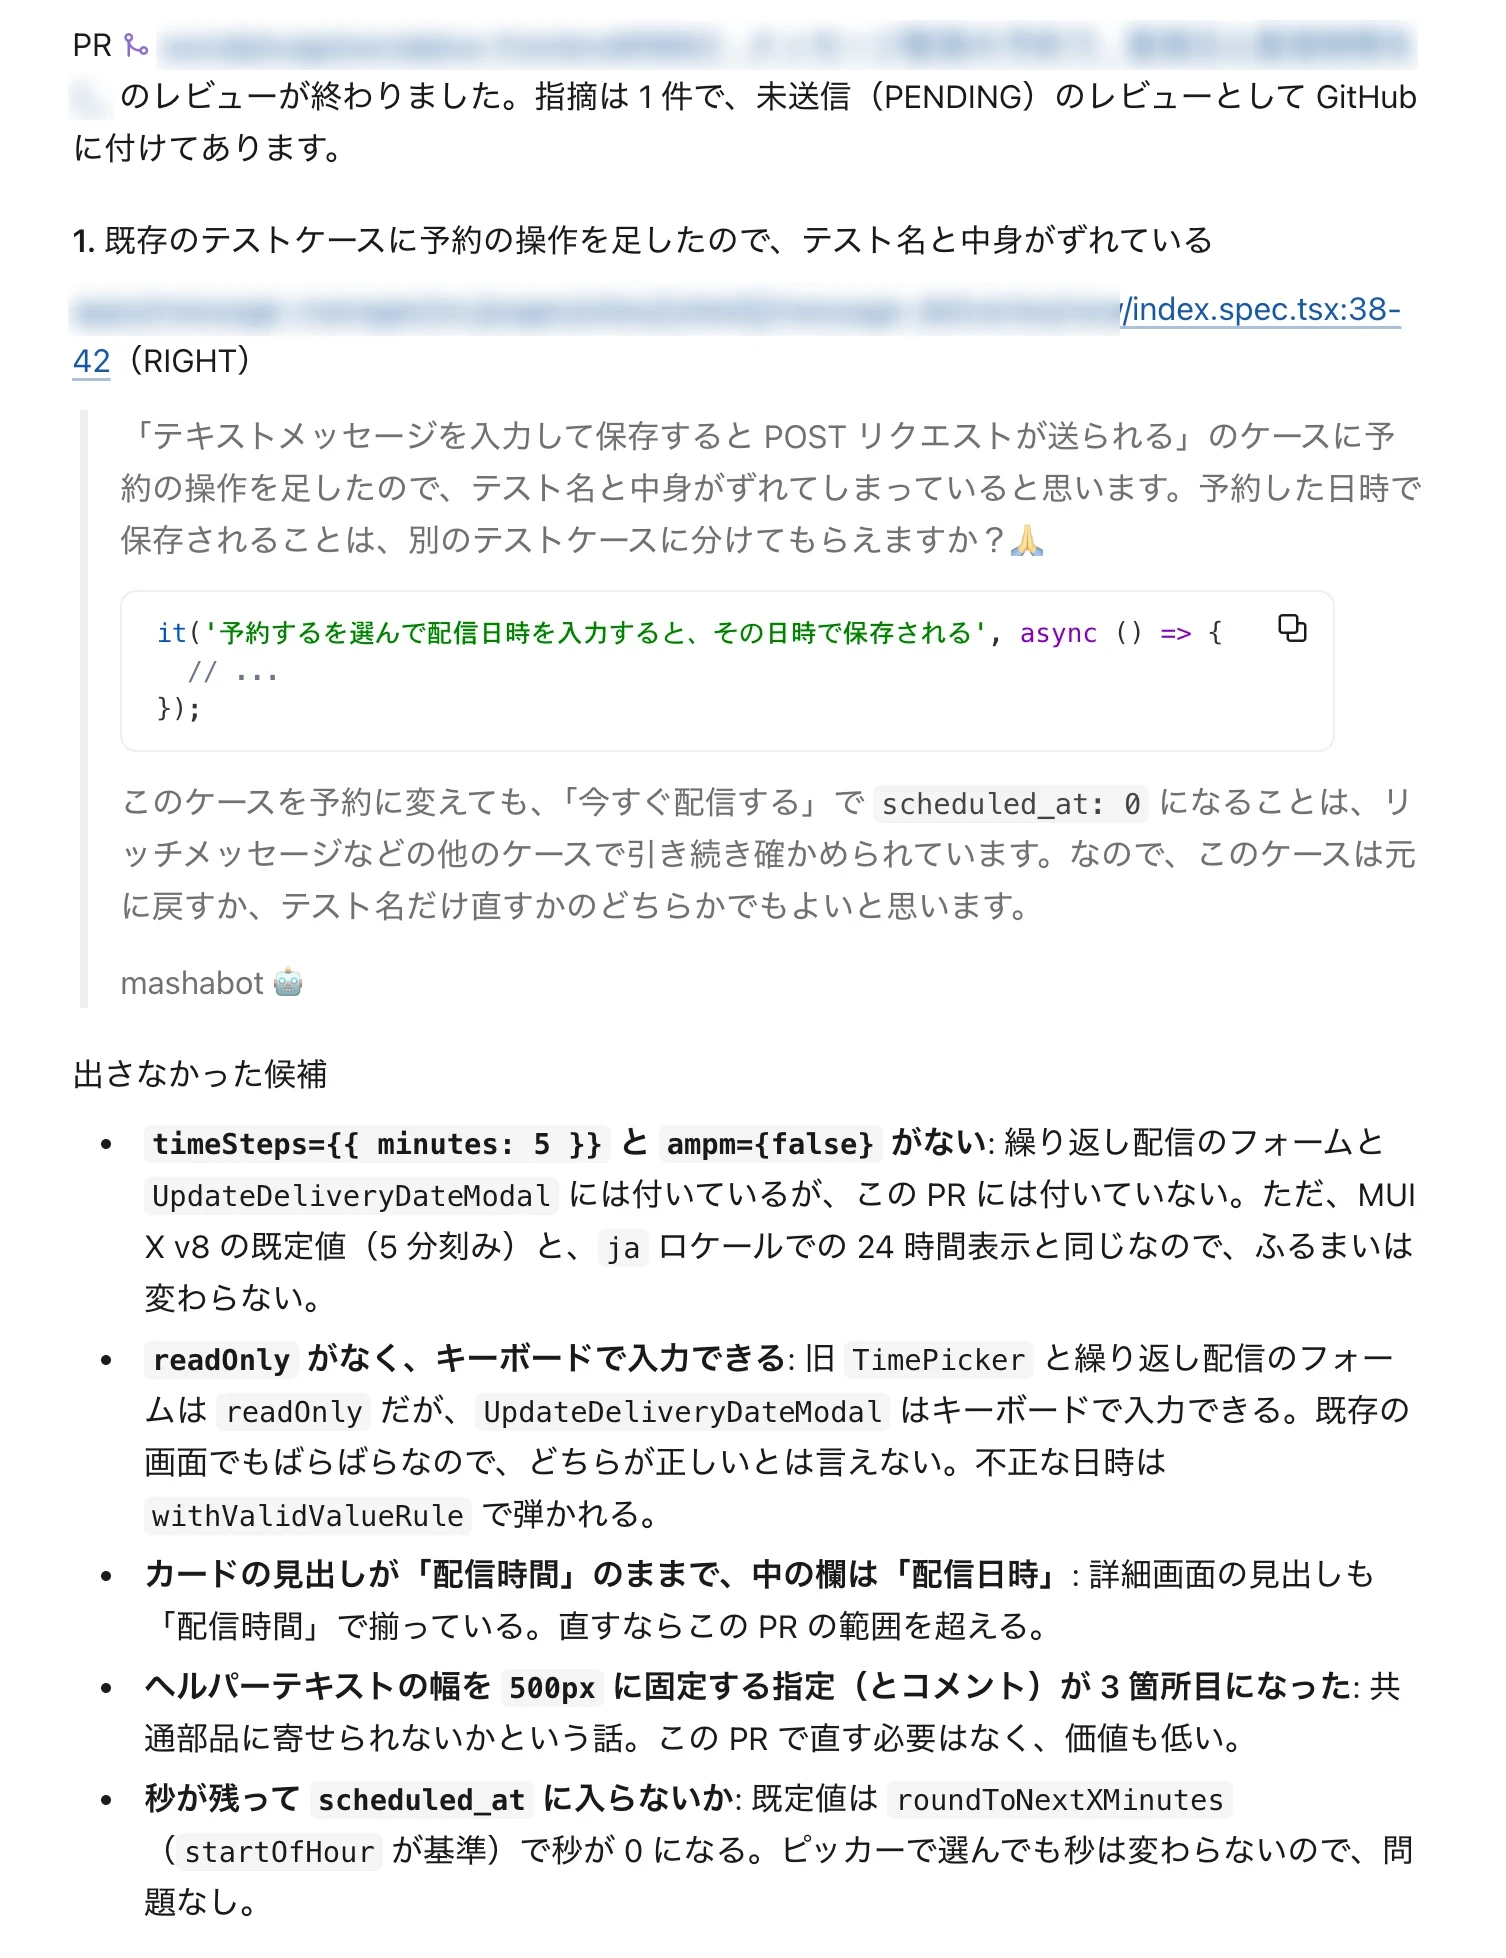 PR
のレビューが終わりました。指摘は 1 件で、未送信（PENDING）のレビューとして GitHub
に付けてあります。
1. 既存のテストケースに予約の操作を足したので、テスト名と中身がずれている
/index.spec.tsx:38-
42（RIGHT）
「テキストメッセージを入力して保存すると POST リクエストが送られる」のケースに予
約の操作を足したので、テスト名と中身がずれてしまっていると思います。予約した日時で
保存されることは、別のテストケースに分けてもらえますか？🙏
it('予約するを選んで配信日時を入力すると、その日時で保存される', async () => {
// ...
});
このケースを予約に変えても、「今すぐ配信する」で scheduled_at: 0 になることは、リ
ッチメッセージなどの他のケースで引き続き確かめられています。なので、このケースは元
に戻すか、テスト名だけ直すかのどちらかでもよいと思います。
mashabot 🤖
出さなかった候補
• timeSteps={{ minutes: 5 }} と ampm={false} がない: 繰り返し配信のフォームと
UpdateDeliveryDateModal には付いているが、この PR には付いていない。ただ、MUI
X v8 の既定値（5 分刻み）と、ja ロケールでの 24 時間表示と同じなので、ふるまいは
変わらない。
• readOnly がなく、キーボードで入力できる: 旧 TimePicker と繰り返し配信のフォー
ムは readOnly だが、UpdateDeliveryDateModal はキーボードで入力できる。既存の
画面でもばらばらなので、どちらが正しいとは言えない。不正な日時は
withValidValueRule で弾かれる。
• カードの見出しが「配信時間」のままで、中の欄は「配信日時」: 詳細画面の見出しも
「配信時間」で揃っている。直すならこの PR の範囲を超える。
• ヘルパーテキストの幅を 500px に固定する指定（とコメント）が 3 箇所目になった: 共
通部品に寄せられないかという話。この PR で直す必要はなく、価値も低い。
• 秒が残って scheduled_at に入らないか: 既定値は roundToNextXMinutes
（startOfHour が基準）で秒が 0 になる。ピッカーで選んでも秒は変わらないので、問
題なし。